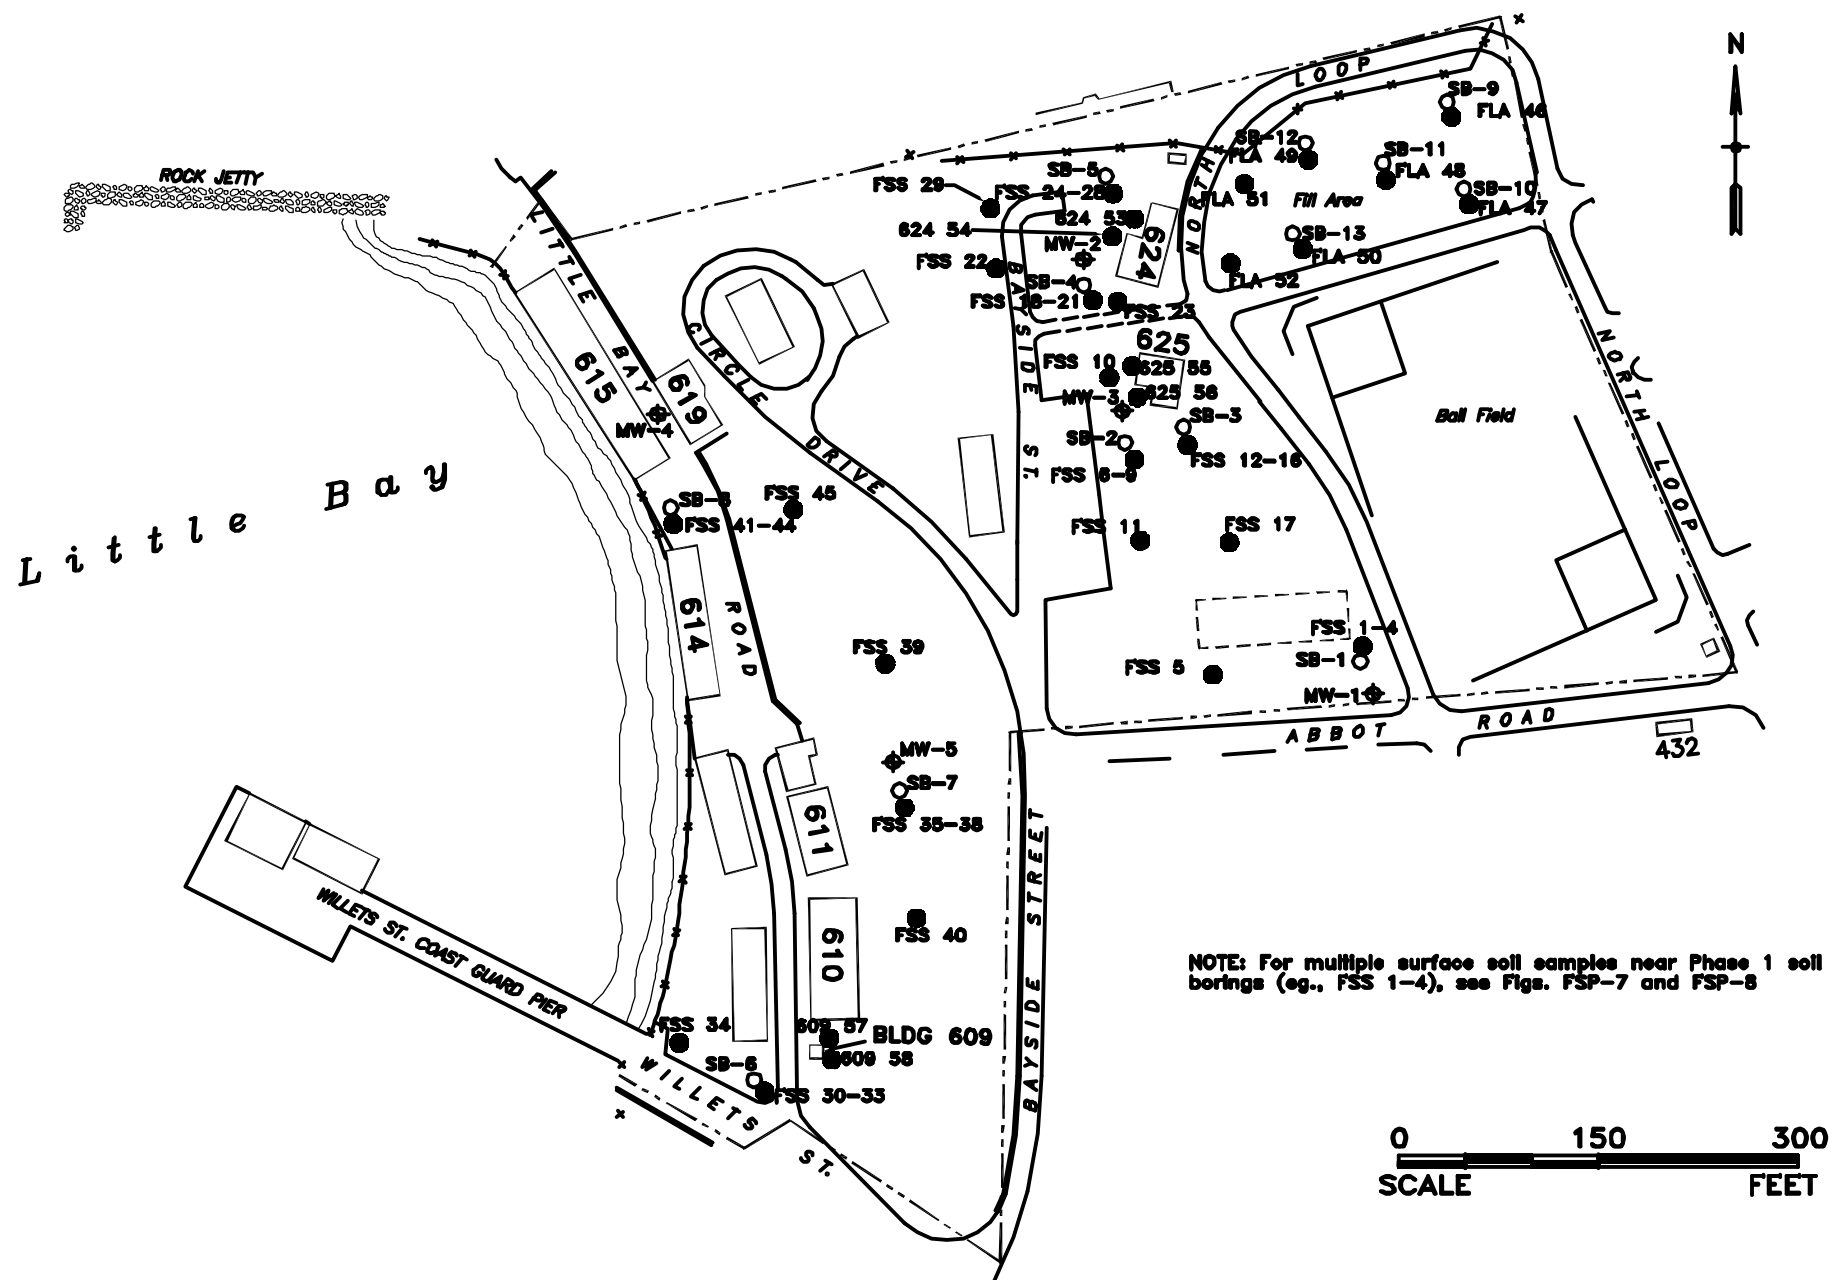 N
LOOP
SB-9
FLA 46
SB-12
FLA 49
SB-11
FLA 48
ROCK JETTY
SB-5
FSS 29
FSS 24-28
NORTH
FLA 51
Fill Area
SB-10
FLA 47
624 53
624 54
MW-2
624
SB-13
FLA 50
FSS 22
SB-4
FLA 52
FSS 18-21
FSS 23
BAYSIDE ST.
LITTLE BAY ROAD
CIRCLE DRIVE
625
FSS 10
625 55
625 56
MW-3
NORTH LOOP
615
619
MW-4
SB-3
Ball Field
SB-2
FSS 6-9
FSS 12-16
Little Bay
SB-8
FSS 45
FSS 41-44
FSS 11
FSS 17
614
FSS 39
FSS 1-4
SB-1
FSS 5
MW-1
ABBOT ROAD
432
MW-5
SB-7
FSS 35-38
611
BAYSIDE STREET
WILLETS ST. COAST GUARD PIER
FSS 40
610
NOTE: For multiple surface soil samples near Phase 1 soil
borings (eg., FSS 1-4), see Figs. FSP-7 and FSP-8
FSS 34
609 57
BLDG 609
609 58
SB-6
FSS 30-33
WILLETS ST.
0 150 300
SCALE FEET